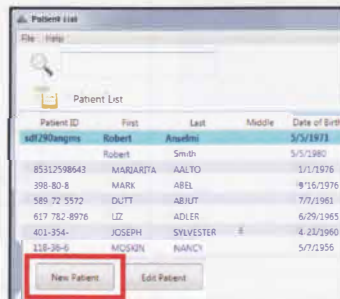 Patient List
File Help
Patient List
Patient ID First Last Middle Date of Birth
sdf290angms Robert Anselmi 5/5/1971
Robert Smith 5/5/1980
85312598643 MARJARITA AALTO 1/1/1976
398-80-8 MARK ABEL 9/16/1976
589 72 5572 DUTT ABJUT 7/7/1961
617 782-8976 LIZ ADLER 6/29/1965
401-354- JOSEPH SYLVESTER 4/21/1960
118-36-6 MOSKIN NANCY 5/7/1956
New Patient Edit Patient